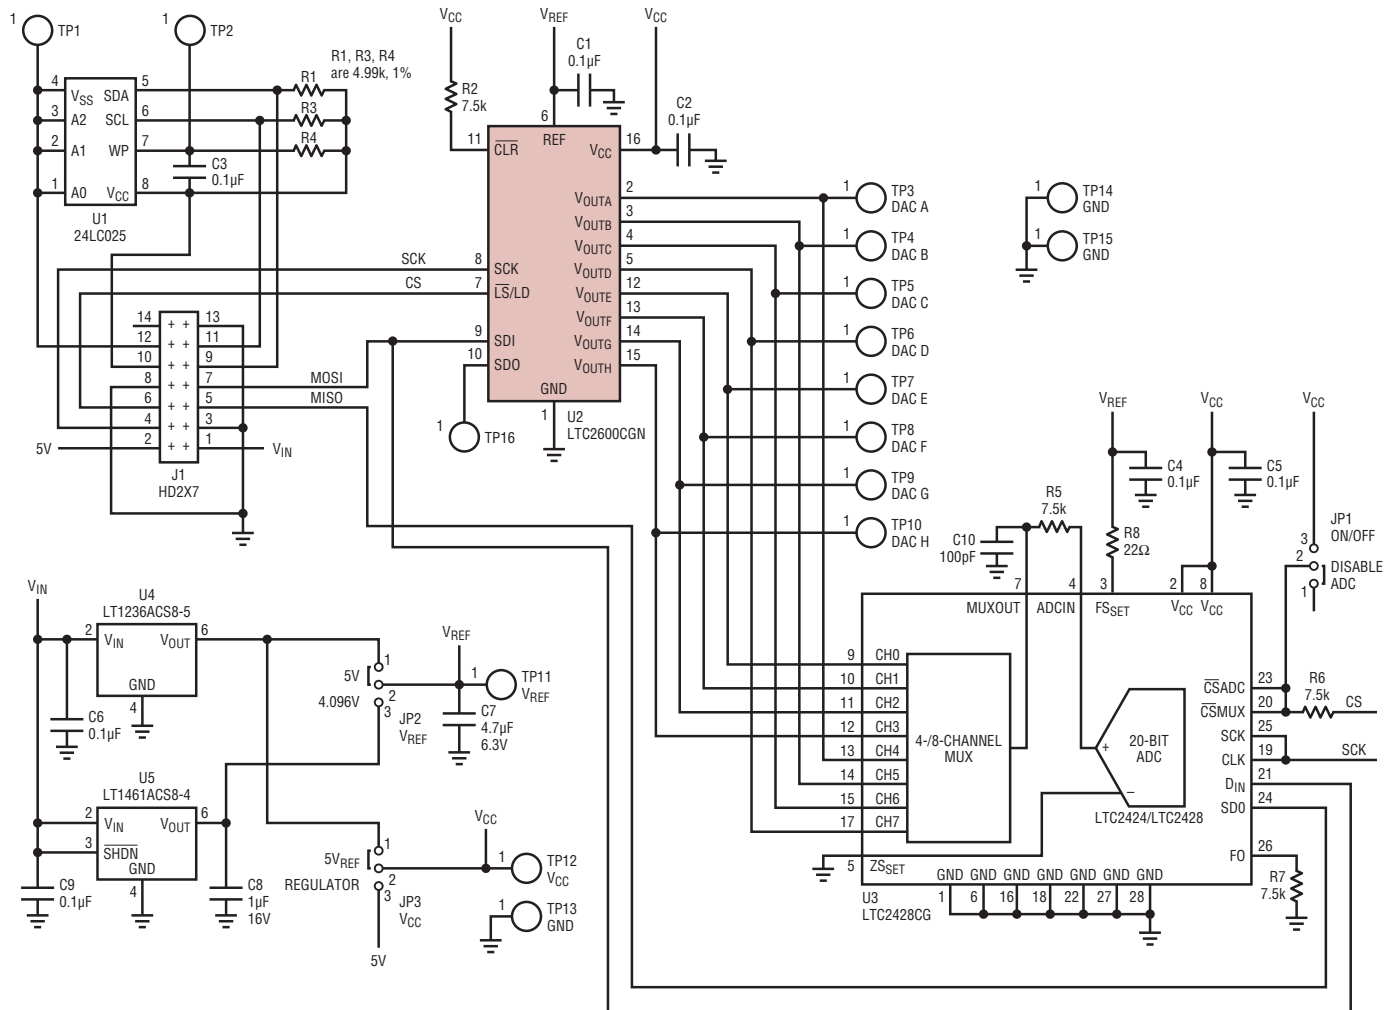 1
TP1
1
TP2
R1, R3, R4
are 4.99k, 1%
4
VSS
SDA
5
R1
3
A2
SCL
6
R3
2
A1
WP
7
R4
1
A0
VCC
8
C3
0.1µF
U1
24LC025
VCC
R2
7.5k
VREF
C1
0.1µF
VCC
C2
0.1µF
6
REF
11
CLR
VCC
16
VOUTA
2
VOUTB
3
VOUTC
4
SCK
8
SCK
VOUTD
5
CS
7
LS/LD
VOUTE
12
VOUTF
13
9
SDI
VOUTG
14
10
SDO
VOUTH
15
GND
1
U2
LTC2600CGN
1
TP16
14
+ +
13
12
+ +
11
10
+ +
9
8
+ +
7
MOSI
6
+ +
5
MISO
4
+ +
3
5V
2
+ +
1
VIN
J1
HD2X7
1
TP3
DAC A
1
TP4
DAC B
1
TP5
DAC C
1
TP6
DAC D
1
TP7
DAC E
1
TP8
DAC F
1
TP9
DAC G
1
TP10
DAC H
1
TP14
GND
1
TP15
GND
VREF
C4
0.1µF
VCC
C5
0.1µF
VCC
JP1
ON/OFF
3
2
DISABLE
ADC
1
R5
7.5k
C10
100pF
R8
22Ω
7
4
3
2
8
MUXOUT
ADCIN
FSSET
VCC
VCC
9
CH0
10
CH1
11
CH2
12
CH3
13
CH4
14
CH5
15
CH6
17
CH7
4-/8-CHANNEL
MUX
+
20-BIT
ADC
–
LTC2424/LTC2428
CSADC
23
CSMUX
20
R6
7.5k
CS
SCK
25
CLK
19
SCK
DIN
21
SD0
24
FO
26
R7
7.5k
5
ZSSET
GND GND GND GND GND GND GND
1
6
16
18
22
27
28
U3
LTC2428CG
VIN
U4
LT1236ACS8-5
2
VIN
VOUT
6
GND
4
C6
0.1µF
5V
1
2
4.096V
3
JP2
VREF
VREF
1
TP11
VREF
C7
4.7µF
6.3V
U5
LT1461ACS8-4
2
VIN
VOUT
6
3
SHDN
GND
4
C9
0.1µF
C8
1µF
16V
5VREF
1
2
REGULATOR
3
JP3
VCC
5V
VCC
1
TP12
VCC
1
TP13
GND